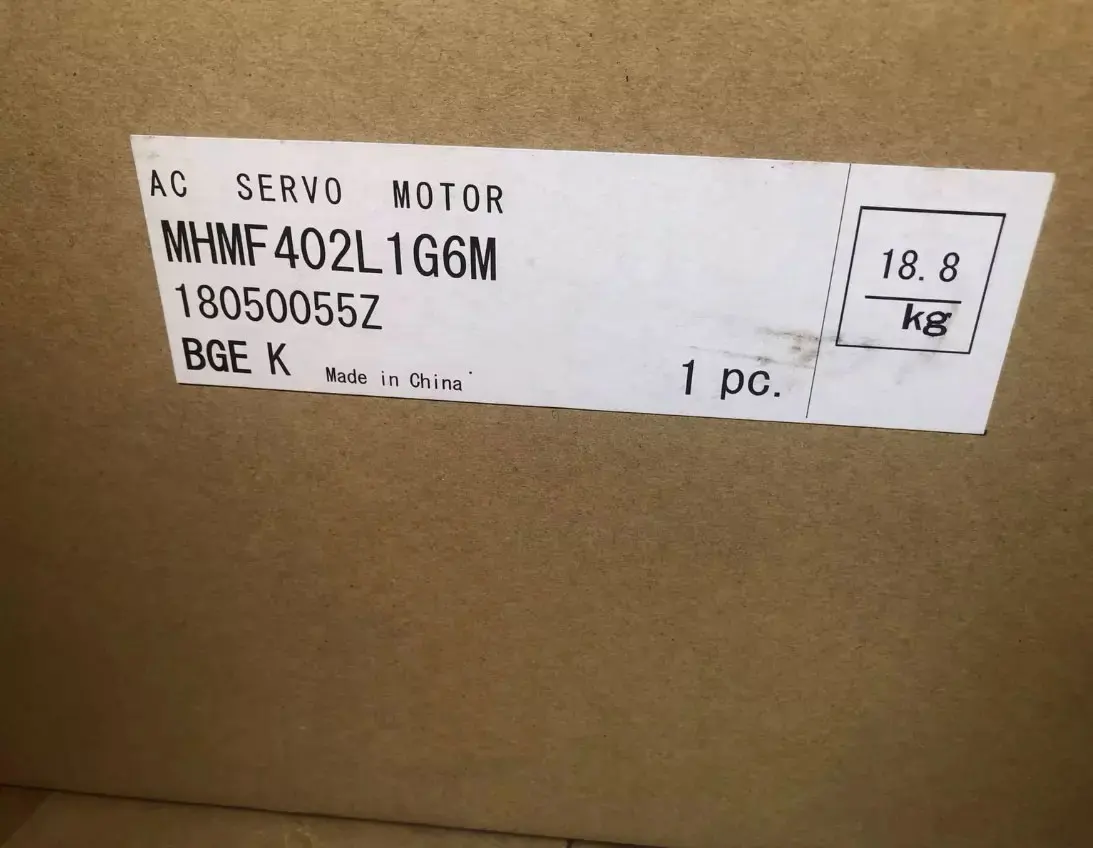 AC SERVO MOTOR
MHMF402L1G6M
18050055Z
BGE K
Made in China
1 pc.
18.8
kg